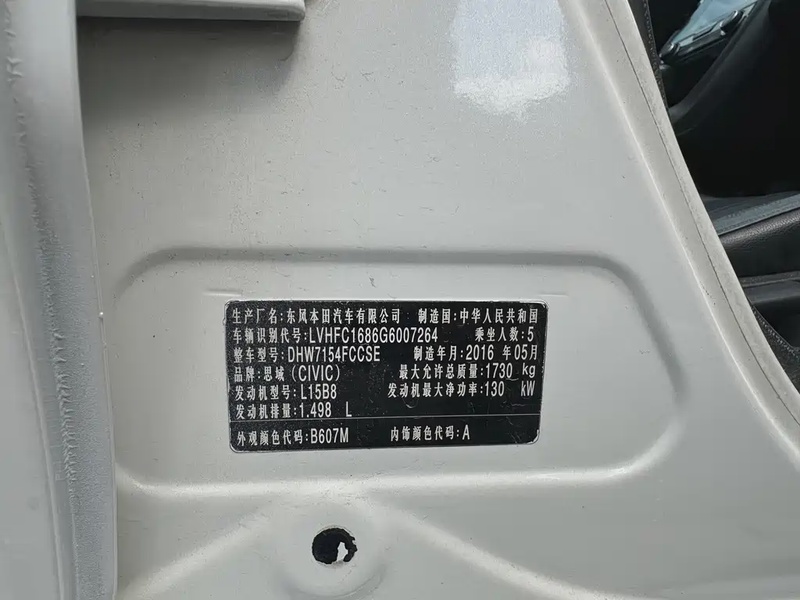 生产厂名:东风本田汽车有限公司 制造国:中华人民共和国
车辆识别代号:LVHFC1686G6007264 乘坐人数:5
整车型号:DHW7154FCCSE 制造年月:2016 年05月
品牌:思域(CIVIC) 最大允许总质量:1730 kg
发动机型号:L15B8 发动机最大净功率:130 kW
发动机排量:1.498 L
外观颜色代码:B607M 内饰颜色代码:A